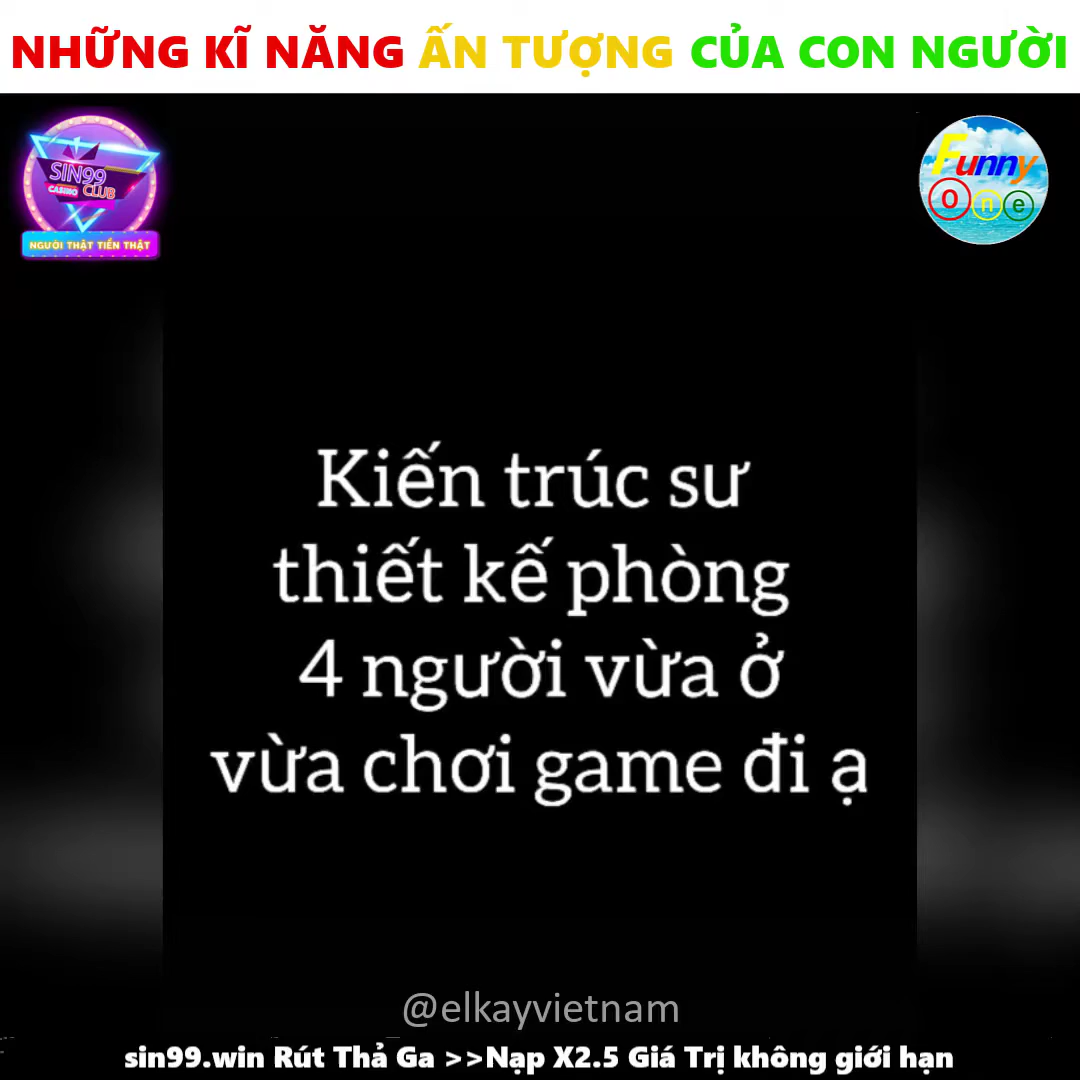 NHỮNG KĨ NĂNG ẤN TƯỢNG CỦA CON NGƯỜI
SIN99
CASINO CLUB
NGƯỜI THẬT TIỀN THẬT
Funny
One
Kiến trúc sư
thiết kế phòng
4 người vừa ở
vừa chơi game đi ạ
@elkayvietnam
sin99.win Rút Thả Ga >>Nạp X2.5 Giá Trị không giới hạn